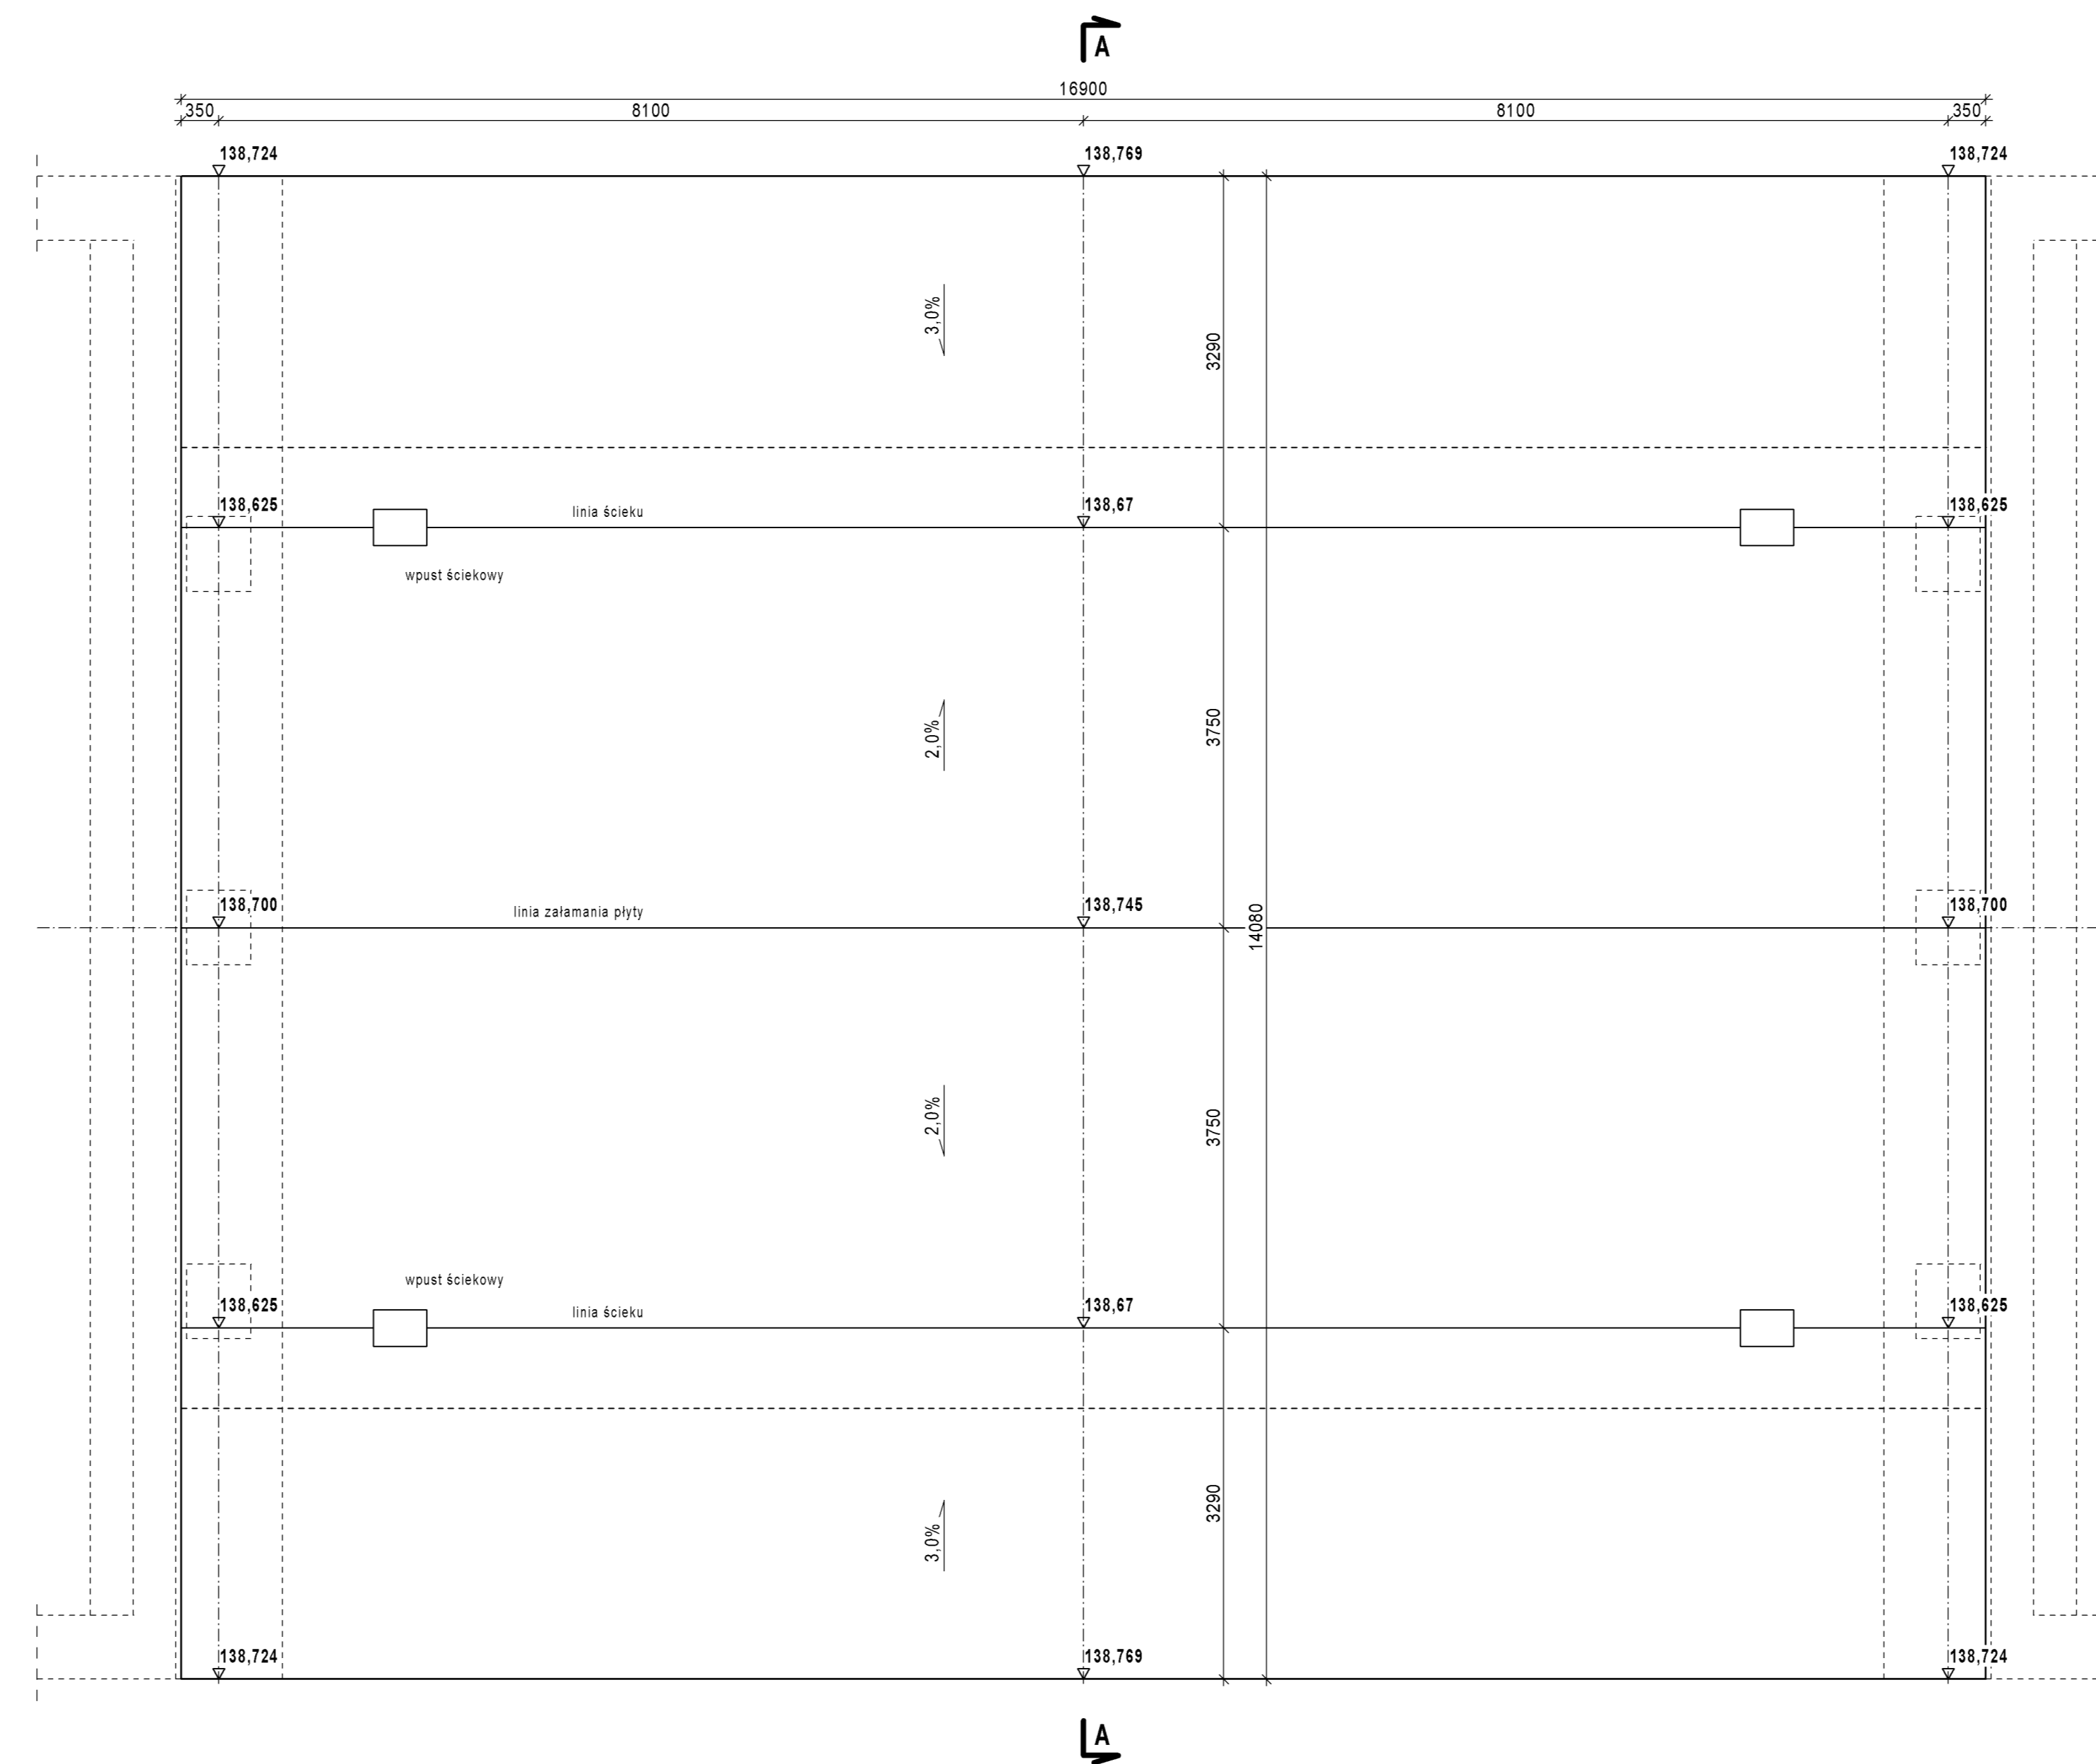 A
16900
350 8100 8100 350
138,724 138,769 138,724
3,0%
3290
138,625 linia ścieku 138,67 138,625
wpust ściekowy
2,0%
3750
138,700 linia załamania płyty 138,745 138,700
14080
2,0%
3750
wpust ściekowy
138,625 linia ścieku 138,67 138,625
3290
3,0%
138,724 138,769 138,724
A